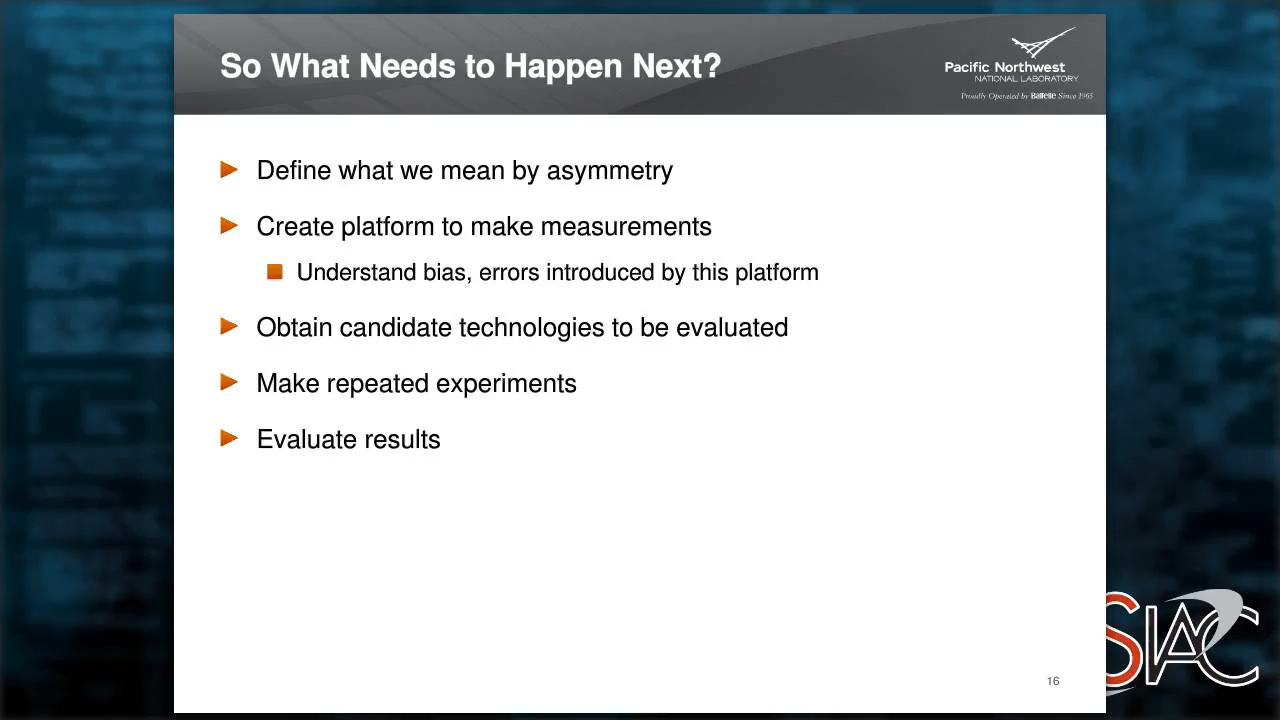 So What Needs to Happen Next?
Pacific Northwest
NATIONAL LABORATORY
Proudly Operated by Battelle Since 1965
Define what we mean by asymmetry
Create platform to make measurements
Understand bias, errors introduced by this platform
Obtain candidate technologies to be evaluated
Make repeated experiments
Evaluate results
16
SIAC